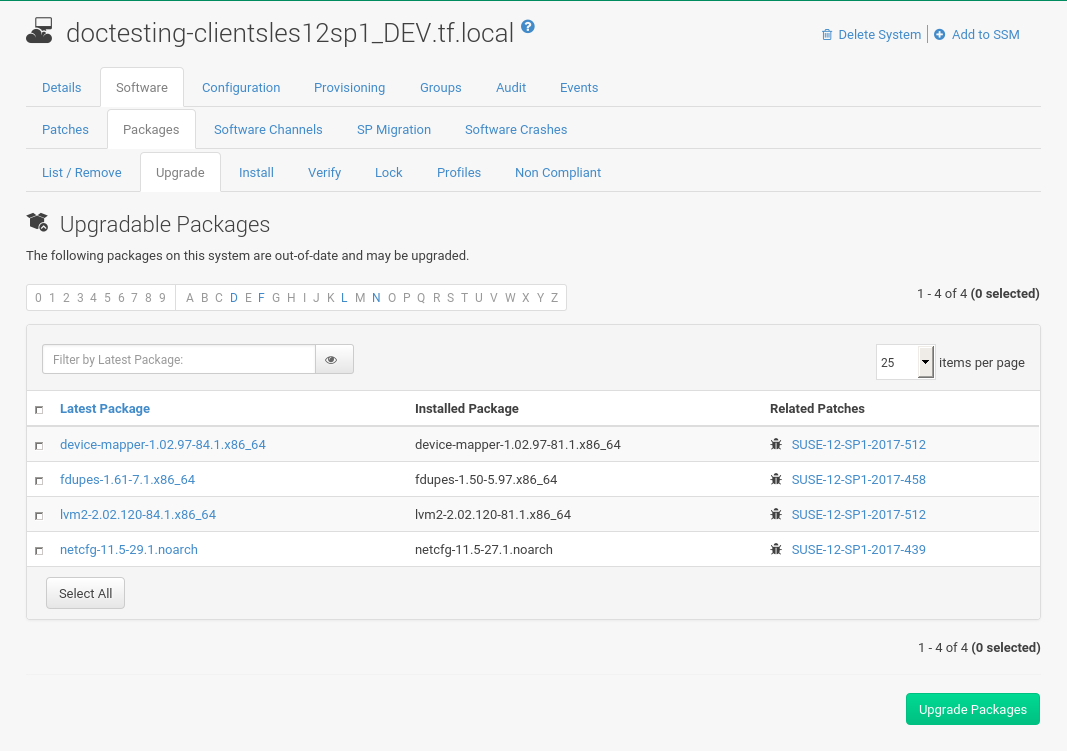 doctesting-clientsles12sp1_DEV.tf.local ?
Delete System Add to SSM
Details Software Configuration Provisioning Groups Audit Events
Patches Packages Software Channels SP Migration Software Crashes
List / Remove Upgrade Install Verify Lock Profiles Non Compliant
Upgradable Packages
The following packages on this system are out-of-date and may be upgraded.
0 1 2 3 4 5 6 7 8 9 A B C D E F G H I J K L M N O P Q R S T U V W X Y Z
1 - 4 of 4 (0 selected)
Filter by Latest Package:
25 items per page
Latest Package Installed Package Related Patches
device-mapper-1.02.97-84.1.x86_64 device-mapper-1.02.97-81.1.x86_64 SUSE-12-SP1-2017-512
fdupes-1.61-7.1.x86_64 fdupes-1.50-5.97.x86_64 SUSE-12-SP1-2017-458
lvm2-2.02.120-84.1.x86_64 lvm2-2.02.120-81.1.x86_64 SUSE-12-SP1-2017-512
netcfg-11.5-29.1.noarch netcfg-11.5-27.1.noarch SUSE-12-SP1-2017-439
Select All
1 - 4 of 4 (0 selected)
Upgrade Packages